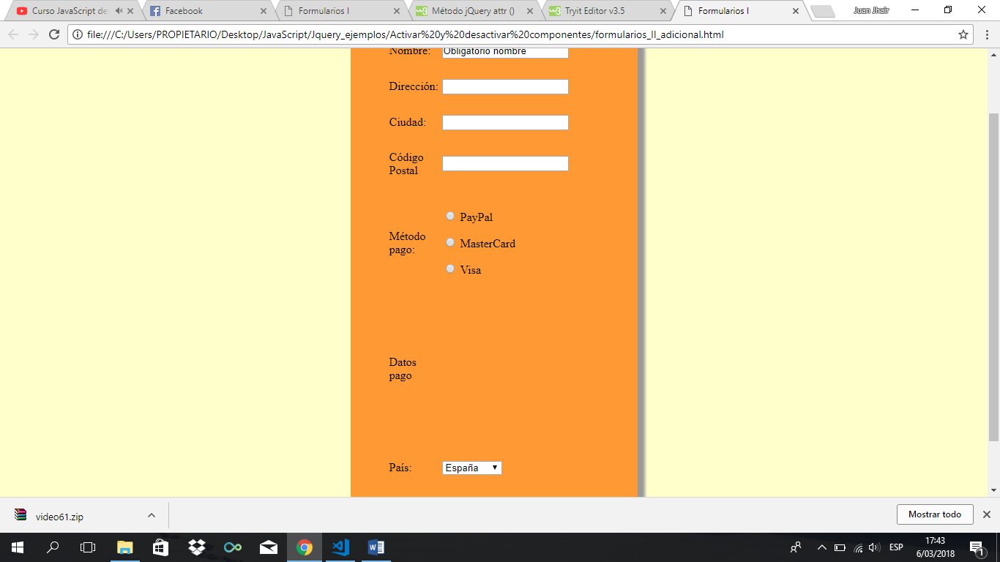 Curso JavaScript de
Facebook
Formularios I
Método jQuery attr ()
Tryit Editor v3.5
Formularios I
Juan Jhair
file:///C:/Users/PROPIETARIO/Desktop/JavaScript/Jquery_ejemplos/Activar%20y%20desactivar%20componentes/formularios_II_adicional.html
Nombre:
Obligatorio nombre
Dirección:
Ciudad:
Código
Postal
PayPal
Método
pago:
MasterCard
Visa
Datos
pago
País:
España
video61.zip
Mostrar todo
ESP
17:43
6/03/2018
1